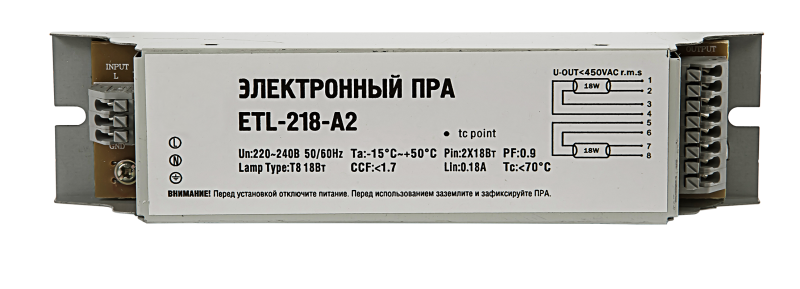 INPUT
L
GND
ЭЛЕКТРОННЫЙ ПРА
ETL-218-A2
• tc point
L
N
Un:220~240В 50/60Hz Ta:-15°C~+50°C Pin:2X18Вт PF:0.9
Lamp Type:T8 18Вт CCF:<1.7 Lln:0.18A Tc:<70°C
ВНИМАНИЕ! Перед установкой отключите питание. Перед использованием заземлите и зафиксируйте ПРА.
U-OUT<450VAC r.m.s
18W
1
2
3
4
5
6
18W
7
8
OUTPUT